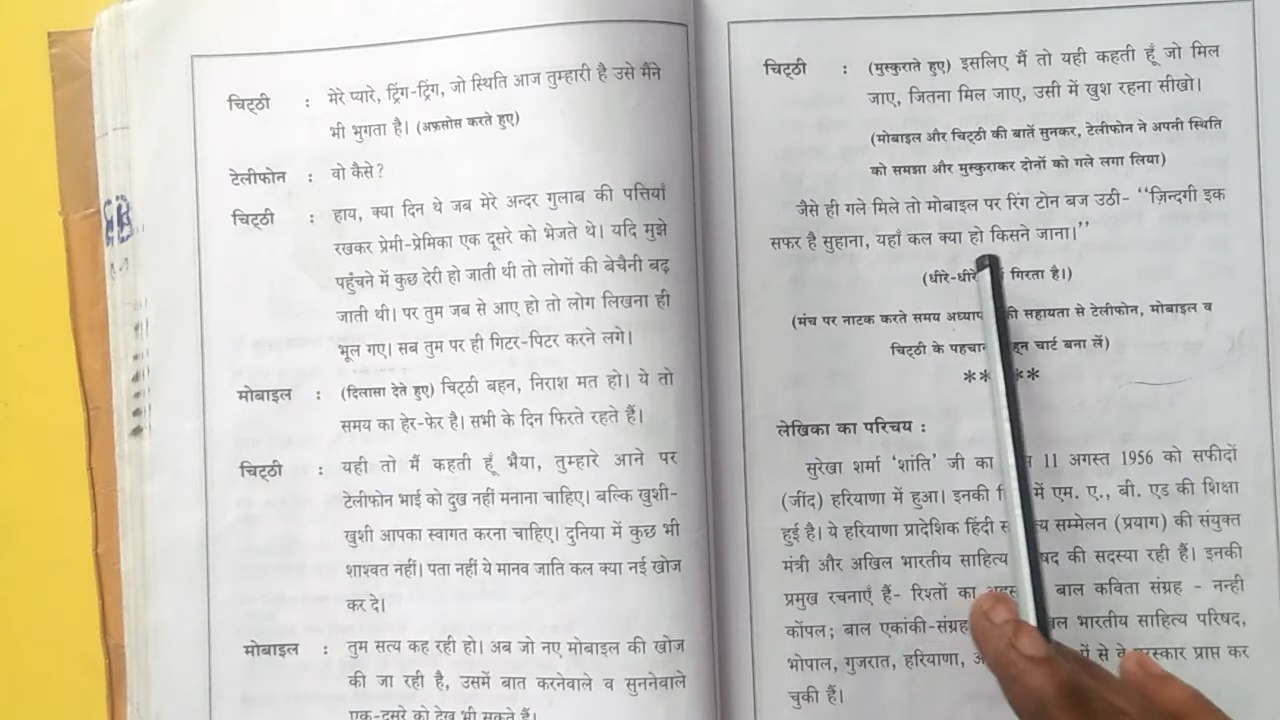 चिट्ठी : मेरे प्यारे, ट्रिंग-ट्रिंग, जो स्थिति आज तुम्हारी है उसे मैंने
भी भुगता है। (अफ़सोस करते हुए)
टेलीफोन : वो कैसे?
चिट्ठी : हाय, क्या दिन थे जब मेरे अन्दर गुलाब की पत्तियाँ
रखकर प्रेमी-प्रेमिका एक दूसरे को भेजते थे। यदि मुझे
पहुँचने में कुछ देरी हो जाती थी तो लोगों की बेचैनी बढ़
जाती थी। पर तुम जब से आए हो तो लोग लिखना ही
भूल गए। सब तुम पर ही गिटर-पिटर करने लगे।
मोबाइल : (दिलासा देते हुए) चिट्ठी बहन, निराश मत हो। ये तो
समय का हेर-फेर है। सभी के दिन फिरते रहते हैं।
चिट्ठी : यही तो मैं कहती हूँ भैया, तुम्हारे आने पर
टेलीफोन भाई को दुख नहीं मनाना चाहिए। बल्कि खुशी-
खुशी आपका स्वागत करना चाहिए। दुनिया में कुछ भी
शाश्वत नहीं। पता नहीं ये मानव जाति कल क्या नई खोज
कर दे।
मोबाइल : तुम सत्य कह रही हो। अब जो नए मोबाइल की खोज
की जा रही है, उसमें बात करनेवाले व सुननेवाले
एक-दूसरे को देख भी सकते हैं।
चिट्ठी : (मुस्कुराते हुए) इसलिए मैं तो यही कहती हूँ जो मिल
जाए, जितना मिल जाए, उसी में खुश रहना सीखो।
(मोबाइल और चिट्ठी की बातें सुनकर, टेलीफोन ने अपनी स्थिति
को समझा और मुस्कुराकर दोनों को गले लगा लिया)
जैसे ही गले मिले तो मोबाइल पर रिंग टोन बज उठी- ‘‘ज़िन्दगी इक
सफर है सुहाना, यहाँ कल क्या हो किसने जाना।’’
(धीरे-धीरे गिरता है।)
(मंच पर नाटक करते समय सहायता से टेलीफोन, मोबाइल व
चिट्ठी के चार्ट बना लें)
** **
लेखिका का परिचय :
सुरेखा शर्मा ‘शांति’ जी का 11 अगस्त 1956 को सफीदों
(जींद) हरियाणा में हुआ। इनकी में एम. ए., बी. एड की शिक्षा
हुई है। ये हरियाणा प्रादेशिक हिंदी सम्मेलन (प्रयाग) की संयुक्त
मंत्री और अखिल भारतीय साहित्य की सदस्या रही हैं। इनकी
प्रमुख रचनाएँ हैं- रिश्तों का बाल कविता संग्रह - नन्ही
कोंपल; बाल एकांकी-संग्रह भारतीय साहित्य परिषद,
भोपाल, गुजरात, हरियाणा, से प्राप्त कर
चुकी हैं।